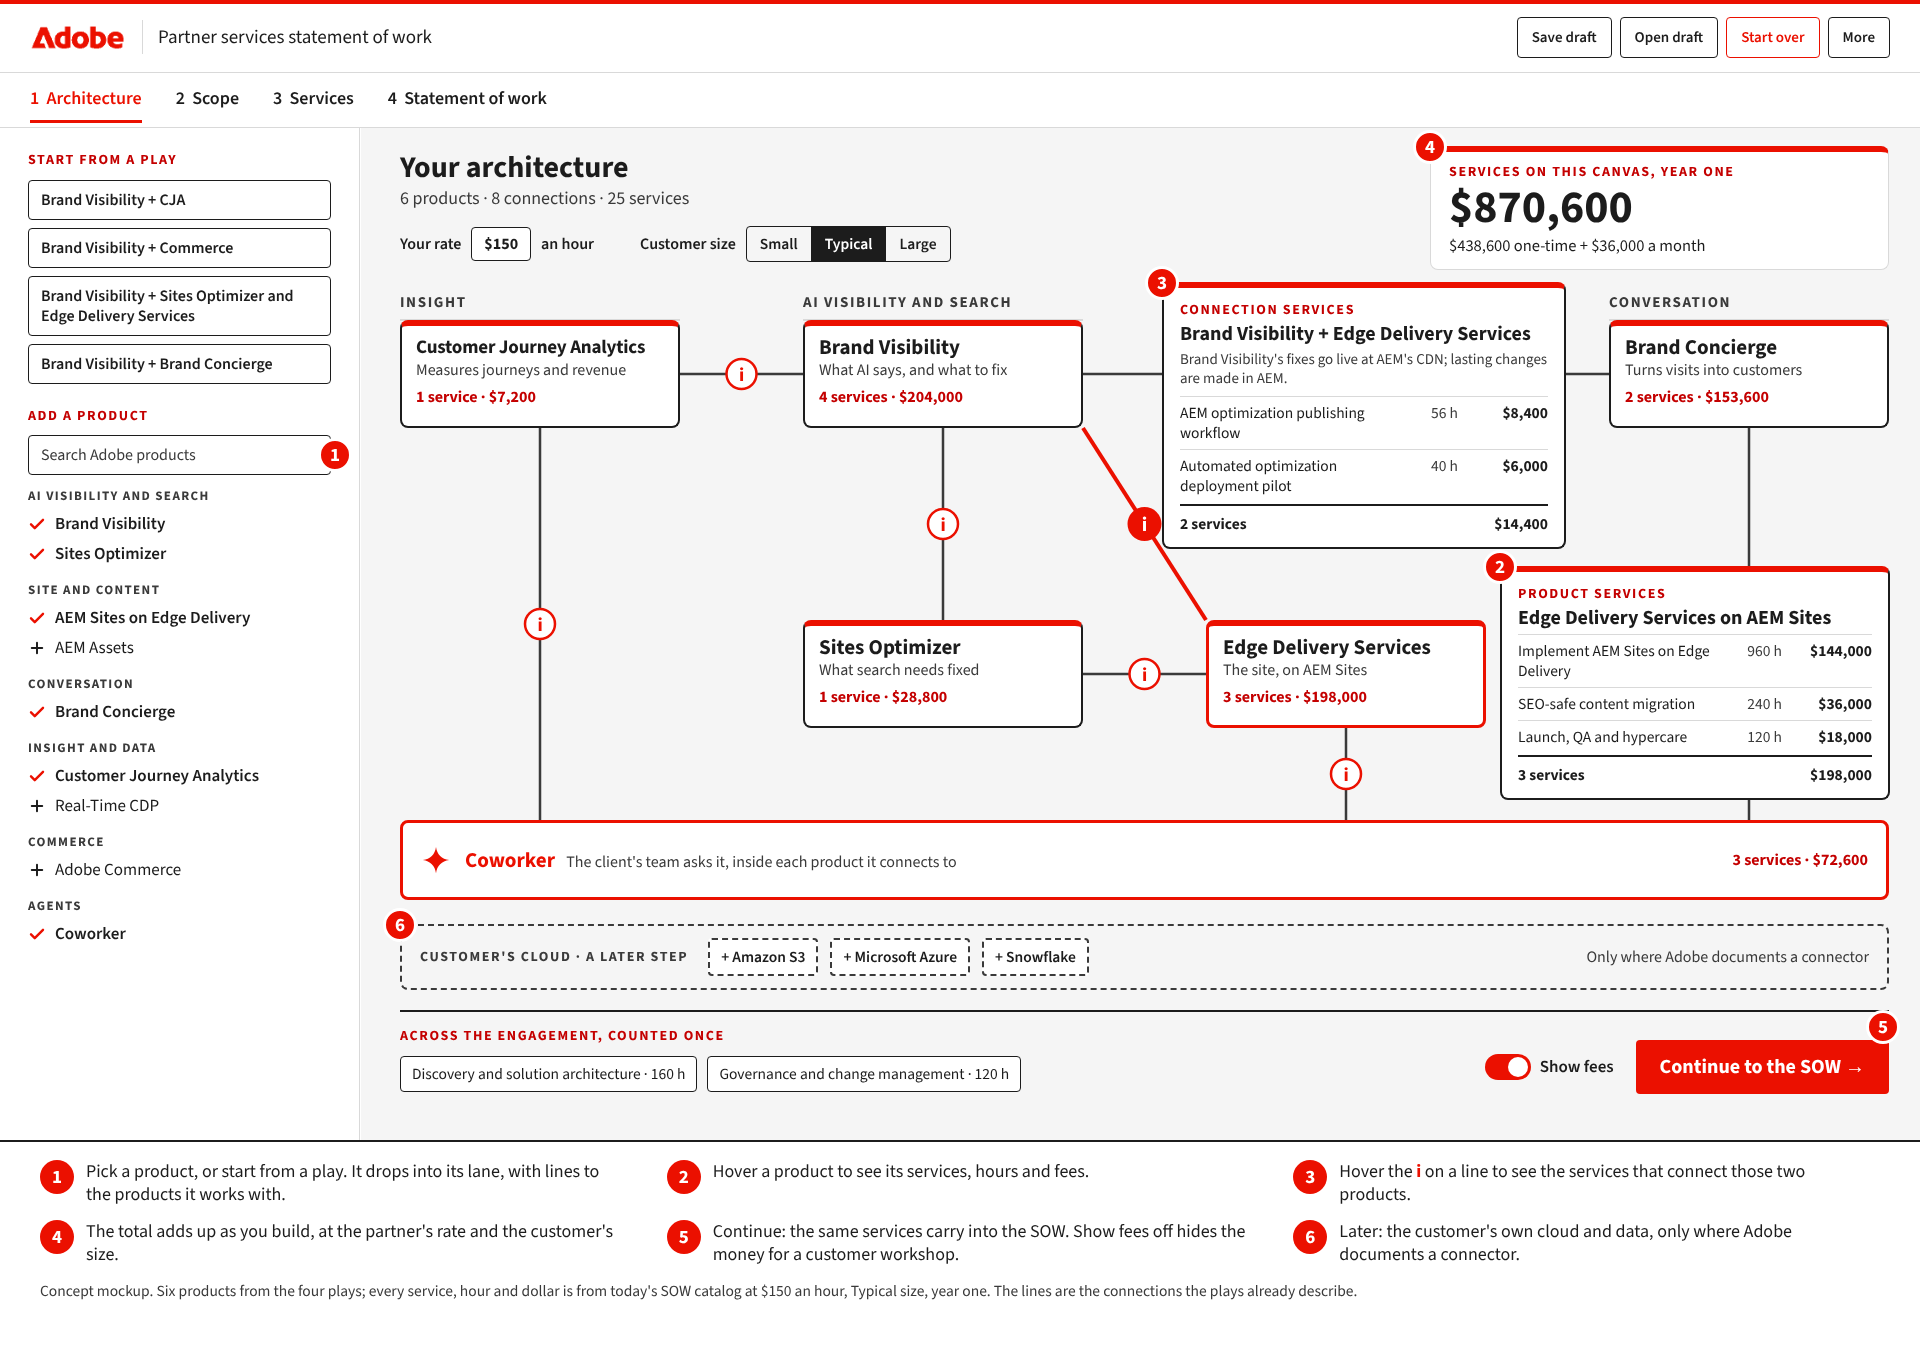 Adobe
Partner services statement of work
Save draft
Open draft
Start over
More
1 Architecture
2 Scope
3 Services
4 Statement of work
START FROM A PLAY
Brand Visibility + CJA
Brand Visibility + Commerce
Brand Visibility + Sites Optimizer and
Edge Delivery Services
Brand Visibility + Brand Concierge
ADD A PRODUCT
Search Adobe products
1
AI VISIBILITY AND SEARCH
Brand Visibility
Sites Optimizer
SITE AND CONTENT
AEM Sites on Edge Delivery
+ AEM Assets
CONVERSATION
Brand Concierge
INSIGHT AND DATA
Customer Journey Analytics
+ Real-Time CDP
COMMERCE
+ Adobe Commerce
AGENTS
Coworker
Your architecture
6 products · 8 connections · 25 services
Your rate
$150
an hour
Customer size
Small
Typical
Large
4
SERVICES ON THIS CANVAS, YEAR ONE
$870,600
$438,600 one-time + $36,000 a month
INSIGHT
Customer Journey Analytics
Measures journeys and revenue
1 service · $7,200
i
AI VISIBILITY AND SEARCH
Brand Visibility
What AI says, and what to fix
4 services · $204,000
3
CONNECTION SERVICES
Brand Visibility + Edge Delivery Services
Brand Visibility's fixes go live at AEM's CDN; lasting changes
are made in AEM.
AEM optimization publishing
workflow
56 h
$8,400
Automated optimization
deployment pilot
40 h
$6,000
2 services
$14,400
CONVERSATION
Brand Concierge
Turns visits into customers
2 services · $153,600
i
i
i
Sites Optimizer
What search needs fixed
1 service · $28,800
i
Edge Delivery Services
The site, on AEM Sites
3 services · $198,000
i
2
PRODUCT SERVICES
Edge Delivery Services on AEM Sites
Implement AEM Sites on Edge
Delivery
960 h
$144,000
SEO-safe content migration
240 h
$36,000
Launch, QA and hypercare
120 h
$18,000
3 services
$198,000
Coworker
The client's team asks it, inside each product it connects to
3 services · $72,600
6
CUSTOMER'S CLOUD · A LATER STEP
+ Amazon S3
+ Microsoft Azure
+ Snowflake
Only where Adobe documents a connector
ACROSS THE ENGAGEMENT, COUNTED ONCE
Discovery and solution architecture · 160 h
Governance and change management · 120 h
Show fees
5
Continue to the SOW →
1
Pick a product, or start from a play. It drops into its lane, with lines to
the products it works with.
2
Hover a product to see its services, hours and fees.
3
Hover the i on a line to see the services that connect those two
products.
4
The total adds up as you build, at the partner's rate and the customer's
size.
5
Continue: the same services carry into the SOW. Show fees off hides the
money for a customer workshop.
6
Later: the customer's own cloud and data, only where Adobe
documents a connector.
Concept mockup. Six products from the four plays; every service, hour and dollar is from today's SOW catalog at $150 an hour, Typical size, year one. The lines are the connections the plays already describe.